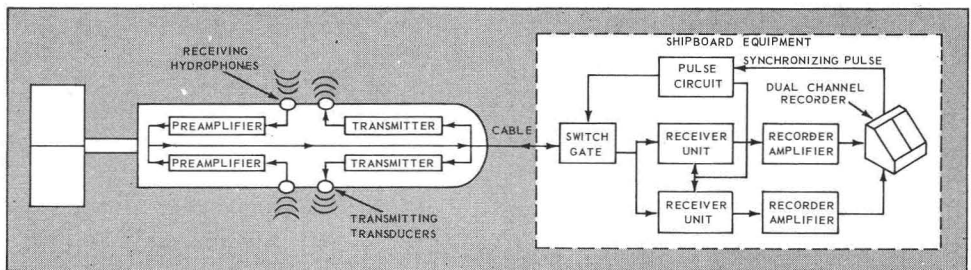 SHIPBOARD EQUIPMENT
RECEIVING
HYDROPHONES
SYNCHRONIZING PULSE
PULSE
CIRCUIT
DUAL CHANNEL
RECORDER
PREAMPLIFIER
TRANSMITTER
CABLE
SWITCH
GATE
RECEIVER
UNIT
RECORDER
AMPLIFIER
PREAMPLIFIER
TRANSMITTER
TRANSMITTING
TRANSDUCERS
RECEIVER
UNIT
RECORDER
AMPLIFIER